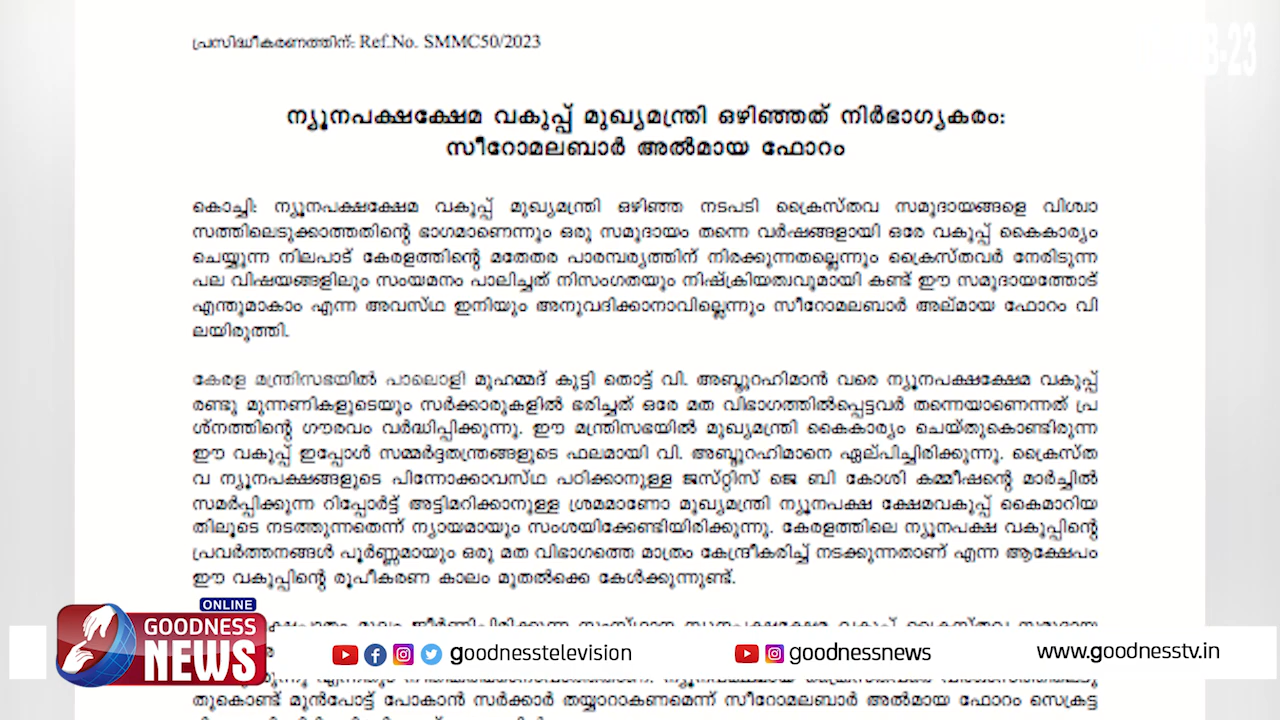 B-23
പ്രസിദ്ധീകരണത്തിന്: Ref.No. SMMC50/2023
ന്യൂനപക്ഷക്ഷേമ വകുപ്പ് മുഖ്യമന്ത്രി ഒഴിഞ്ഞത് നിർഭാഗ്യകരം:
സീറോമലബാർ അൽമായ ഫോറം
കൊച്ചി: ന്യൂനപക്ഷക്ഷേമ വകുപ്പ് മുഖ്യമന്ത്രി ഒഴിഞ്ഞ നടപടി ക്രൈസ്തവ സമൂദായങ്ങളെ വിശ്വാ
സത്തിലെടുക്കാത്തതിന്റെ ഭാഗമാണെന്നും ഒരു സമൂദായം തന്നെ വർഷങ്ങളായി ഒരേ വകുപ്പ് കൈകാര്യം
ചെയ്യുന്ന നിലപാട് കേരളത്തിന്റെ മതേതര പാരമ്പര്യത്തിന് നിരക്കുന്നതല്ലെന്നും ക്രൈസ്തവർ നേരിടുന്ന
പല വിഷയങ്ങളിലും സംയമനം പാലിച്ചത് നിസംഗതയും നിഷ്ക്രിയത്വവുമായി കണ്ട് ഈ സമൂദായത്തോട്
എന്തുമാകാം എന്ന അവസ്ഥ ഇനിയും അനുവദിക്കാനാവില്ലെന്നും സീറോമലബാർ അല്മായ ഫോറം വി
ലയിരുത്തി.
കേരള മന്ത്രിസഭയിൽ പാലൊളി മുഹമ്മദ് കുട്ടി തൊട്ട് വി. അബ്ദുറഹിമാൻ വരെ ന്യൂനപക്ഷക്ഷേമ വകുപ്പ്
രണ്ടു മുന്നണികളുടെയും സർക്കാരുകളിൽ ഭരിച്ചത് ഒരേ മത വിഭാഗത്തിൽപ്പെട്ടവർ തന്നെയാണെന്നത് പ്ര
ശ്നത്തിന്റെ ഗൗരവം വർദ്ധിപ്പിക്കുന്നു. ഈ മന്ത്രിസഭയിൽ മുഖ്യമന്ത്രി കൈകാര്യം ചെയ്തുകൊണ്ടിരുന്ന
ഈ വകുപ്പ് ഇപ്പോൾ സമ്മർദ്ദതന്ത്രങ്ങളുടെ ഫലമായി വി. അബ്ദുറഹിമാനെ ഏല്പിച്ചിരിക്കുന്നു. ക്രൈസ്ത
വ ന്യൂനപക്ഷങ്ങളുടെ പിന്നോക്കാവസ്ഥ പഠിക്കാനുള്ള ജസ്റ്റിസ് ജെ ബി കോശി കമ്മീഷന്റെ മാർച്ചിൽ
സമർപ്പിക്കുന്ന റിപ്പോർട്ട് അട്ടിമറിക്കാനുള്ള ശ്രമമാണോ മുഖ്യമന്ത്രി ന്യൂനപക്ഷ ക്ഷേമവകുപ്പ് കൈമാറിയ
തിലൂടെ നടത്തുന്നതെന്ന് ന്യായമായും സംശയിക്കേണ്ടിയിരിക്കുന്നു. കേരളത്തിലെ ന്യൂനപക്ഷ വകുപ്പിന്റെ
പ്രവർത്തനങ്ങൾ പൂർണ്ണമായും ഒരു മത വിഭാഗത്തെ മാത്രം കേന്ദ്രീകരിച്ച് നടക്കുന്നതാണ് എന്ന ആക്ഷേപം
ഈ വകുപ്പിന്റെ രൂപീകരണ കാലം മുതൽക്കെ കേൾക്കുന്നുണ്ട്.
ONLINE
GOODNESS
NEWS
goodnesstelevision
goodnessnews
www.goodnesstv.in
തുകൊണ്ട് മുൻപോട്ട് പോകാൻ സർക്കാർ തയ്യാറാകണമെന്ന് സീറോമലബാർ അൽമായ ഫോറം സെക്രട്ട